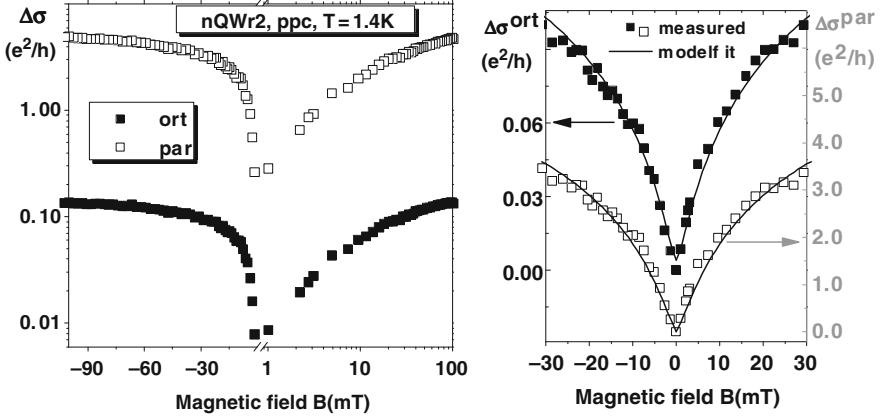 Δσ
(e²/h)
nQWr2, ppc, T = 1.4K
1.00
0.10
0.01
ort
par
−90 −60 −30 1 10 100
Magnetic field B(mT)
Δσort
(e²/h)
measured
modelf it
Δσpar
(e²/h)
0.06
0.03
0.00
5.0
4.0
3.0
2.0
1.0
0.0
−30 −20 −10 0 10 20 30
Magnetic field B(mT)